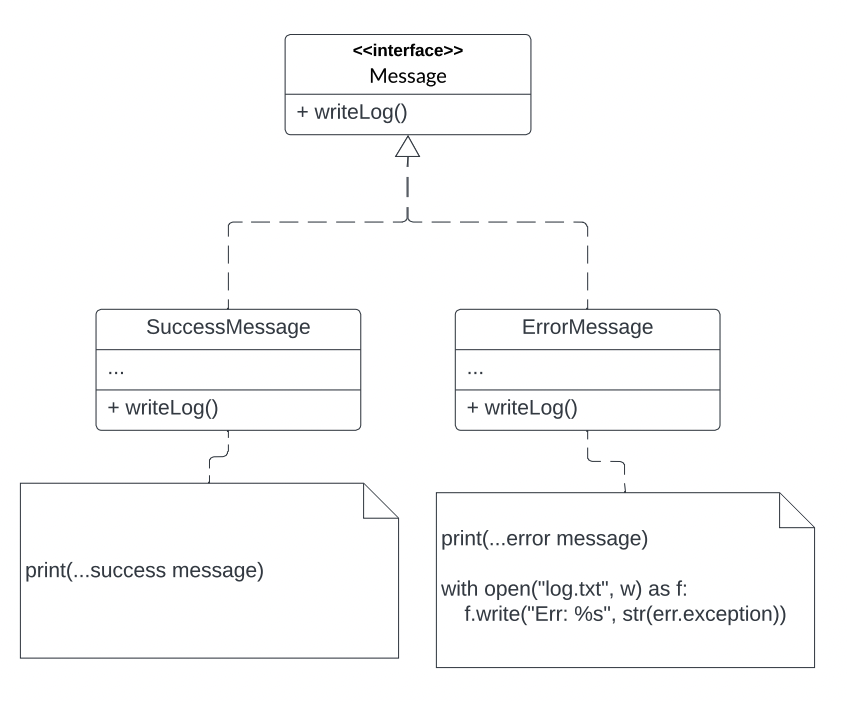 <<interface>>
Message
+ writeLog()
SuccessMessage
...
+ writeLog()
ErrorMessage
...
+ writeLog()
print(...success message)
print(...error message)
with open("log.txt", w) as f:
f.write("Err: %s", str(err.exception))